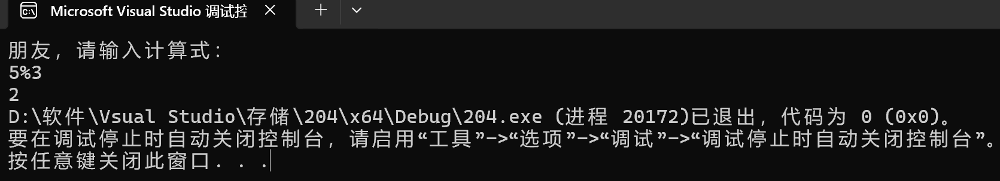 Microsoft Visual Studio 调试控
朋友，请输入计算式：
5%3
2
D:\软件\Vsual Studio\存储\204\x64\Debug\204.exe (进程 20172)已退出，代码为 0 (0x0)。
要在调试停止时自动关闭控制台，请启用“工具”->“选项”->“调试”->“调试停止时自动关闭控制台”。
按任意键关闭此窗口. . .